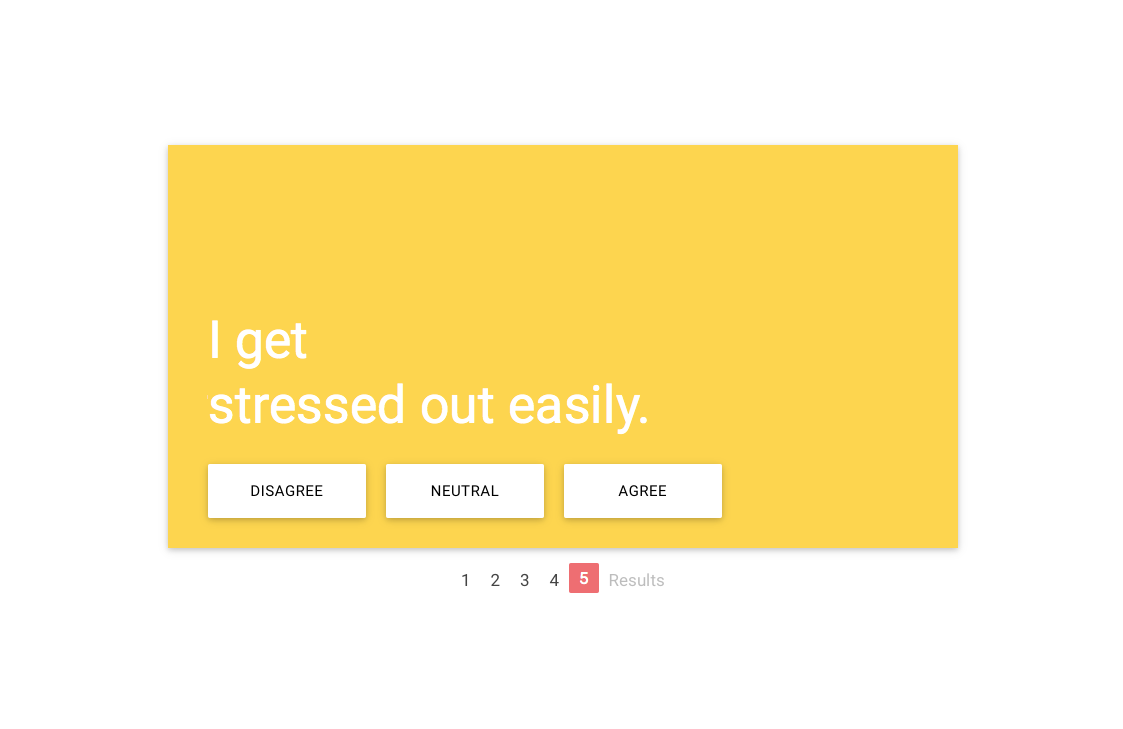 I get
stressed out easily.
DISAGREE NEUTRAL AGREE
1 2 3 4 5 Results